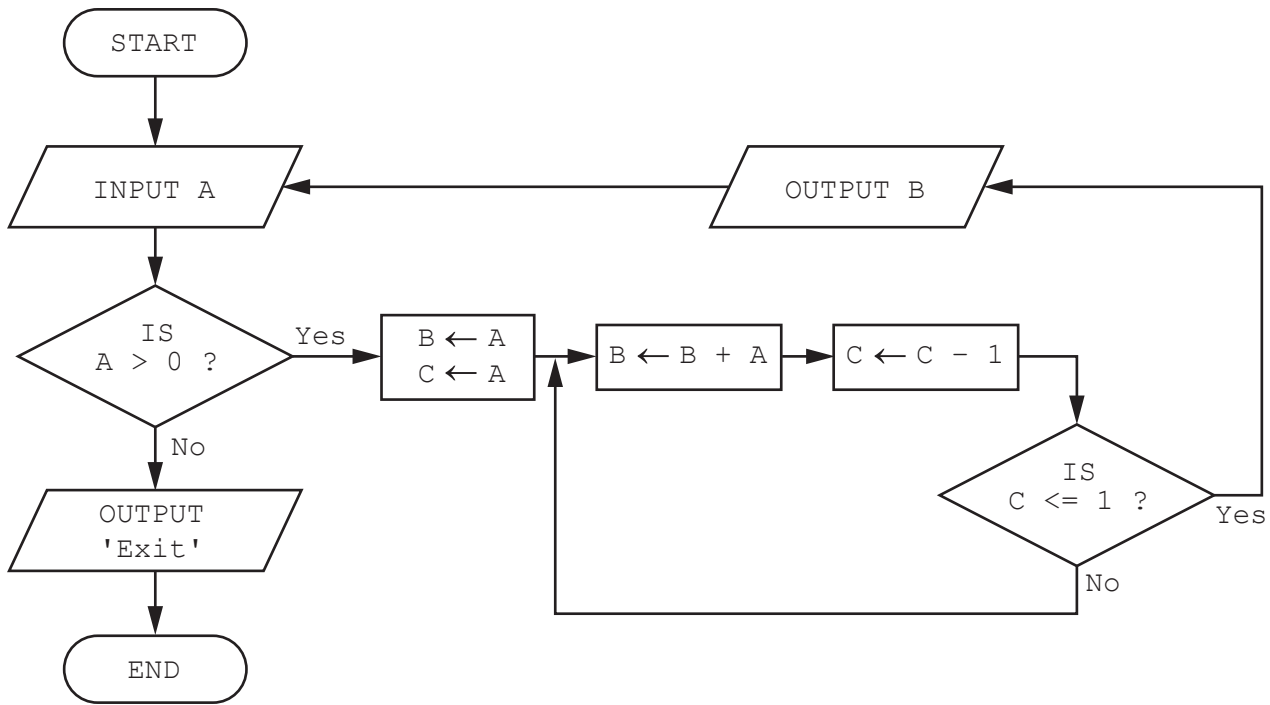 START
INPUT A
OUTPUT B
IS
A > 0 ?
Yes
B ← A
C ← A
B ← B + A
C ← C - 1
No
IS
C <= 1 ?
Yes
No
OUTPUT
'Exit'
END